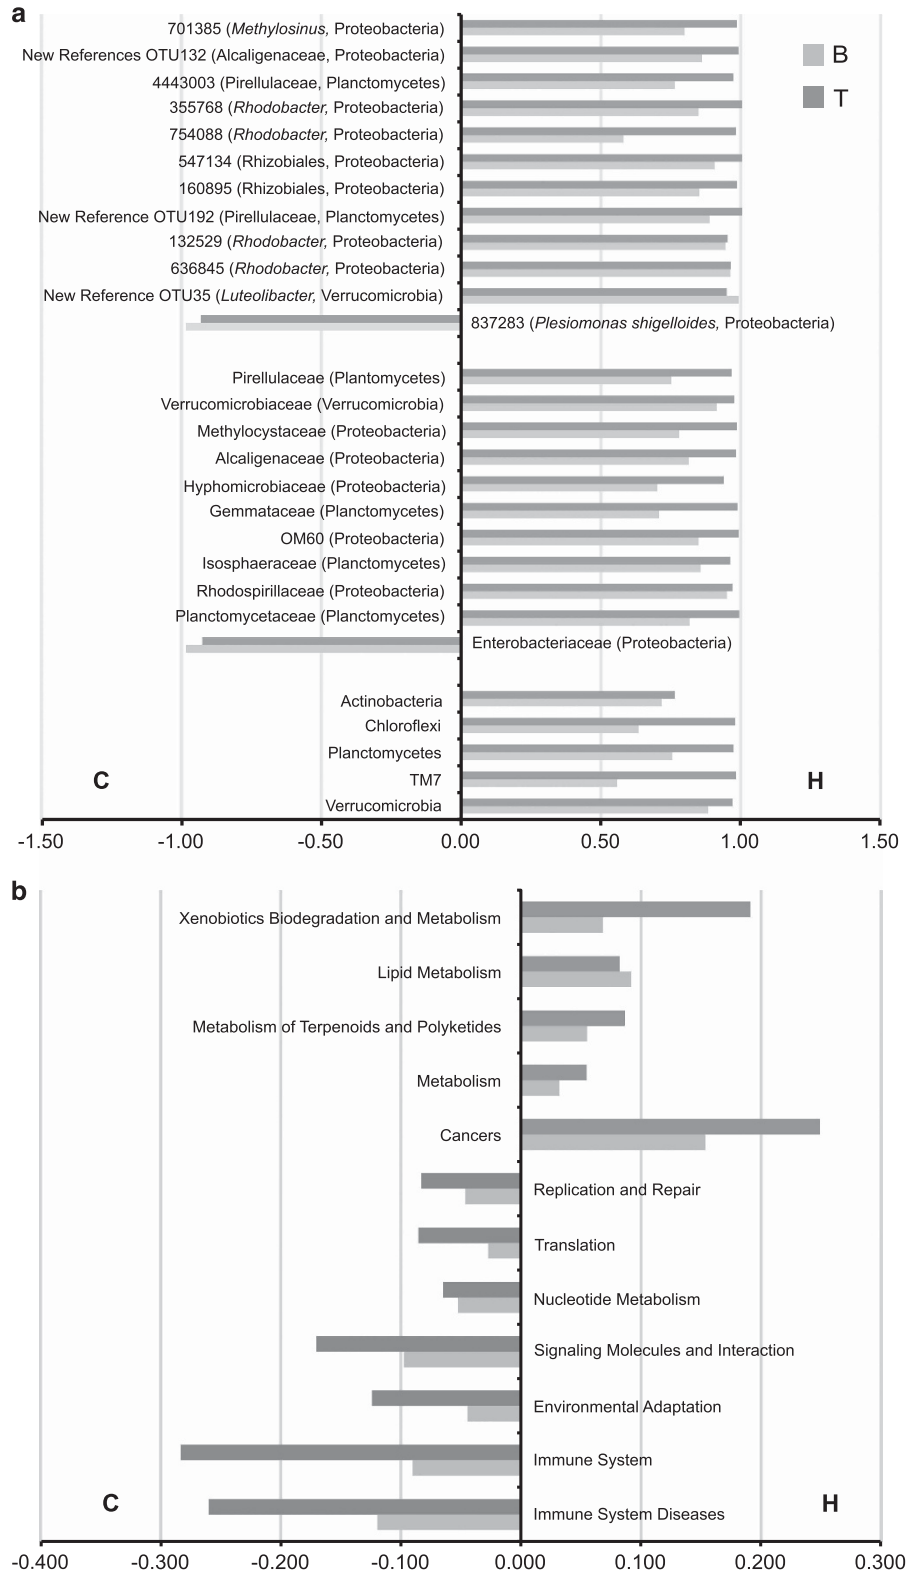 a
701385 (Methylosinus, Proteobacteria)
New References OTU132 (Alcaligenaceae, Proteobacteria)
4443003 (Pirellulaceae, Planctomycetes)
355768 (Rhodobacter, Proteobacteria)
754088 (Rhodobacter, Proteobacteria)
547134 (Rhizobiales, Proteobacteria)
160895 (Rhizobiales, Proteobacteria)
New Reference OTU192 (Pirellulaceae, Planctomycetes)
132529 (Rhodobacter, Proteobacteria)
636845 (Rhodobacter, Proteobacteria)
New Reference OTU35 (Luteolibacter, Verrucomicrobia)
837283 (Plesiomonas shigelloides, Proteobacteria)
B
T
Pirellulaceae (Plantomycetes)
Verrucomicrobiaceae (Verrucomicrobia)
Methylocystaceae (Proteobacteria)
Alcaligenaceae (Proteobacteria)
Hyphomicrobiaceae (Proteobacteria)
Gemmataceae (Planctomycetes)
OM60 (Proteobacteria)
Isosphaeraceae (Planctomycetes)
Rhodospirillaceae (Proteobacteria)
Planctomycetaceae (Planctomycetes)
Enterobacteriaceae (Proteobacteria)
Actinobacteria
Chloroflexi
Planctomycetes
TM7
Verrucomicrobia
C
H
-1.50 -1.00 -0.50 0.00 0.50 1.00 1.50
b
Xenobiotics Biodegradation and Metabolism
Lipid Metabolism
Metabolism of Terpenoids and Polyketides
Metabolism
Cancers
Replication and Repair
Translation
Nucleotide Metabolism
Signaling Molecules and Interaction
Environmental Adaptation
Immune System
Immune System Diseases
C
H
-0.400 -0.300 -0.200 -0.100 0.000 0.100 0.200 0.300